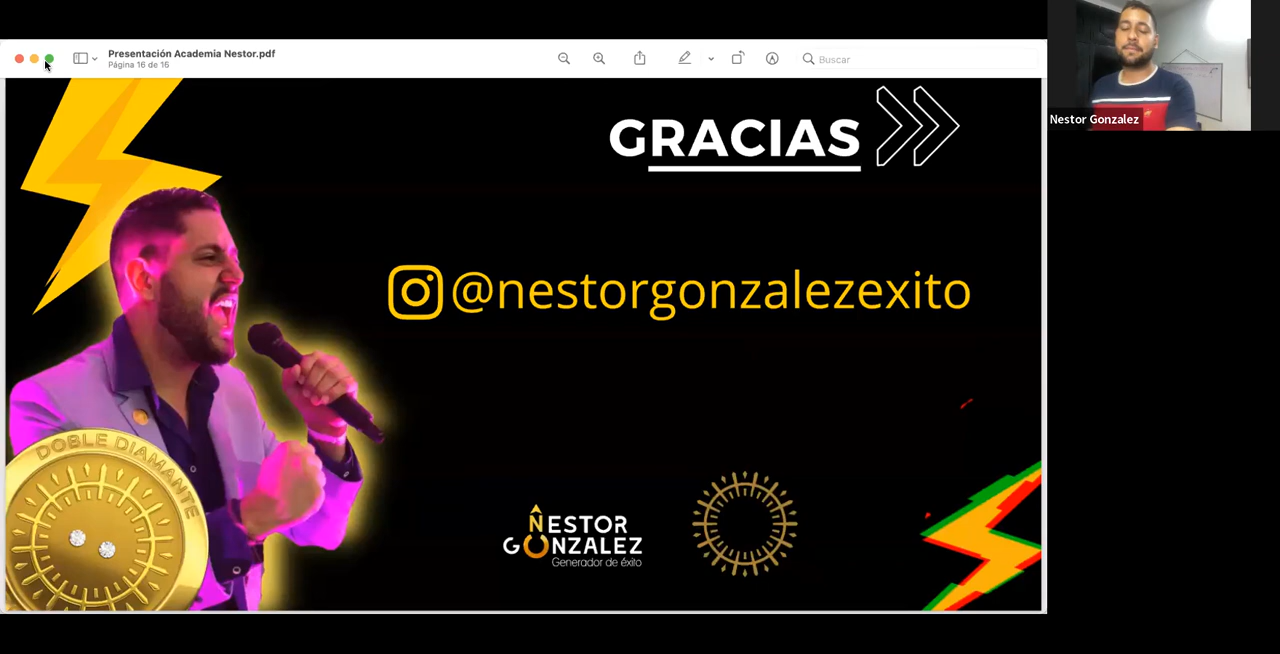 Presentación Academia Nestor.pdf
Página 16 de 16
Buscar
Nestor Gonzalez
GRACIAS
@nestorgonzalezexito
DOBLE DIAMANTE
NESTOR
GONZALEZ
Generador de éxito